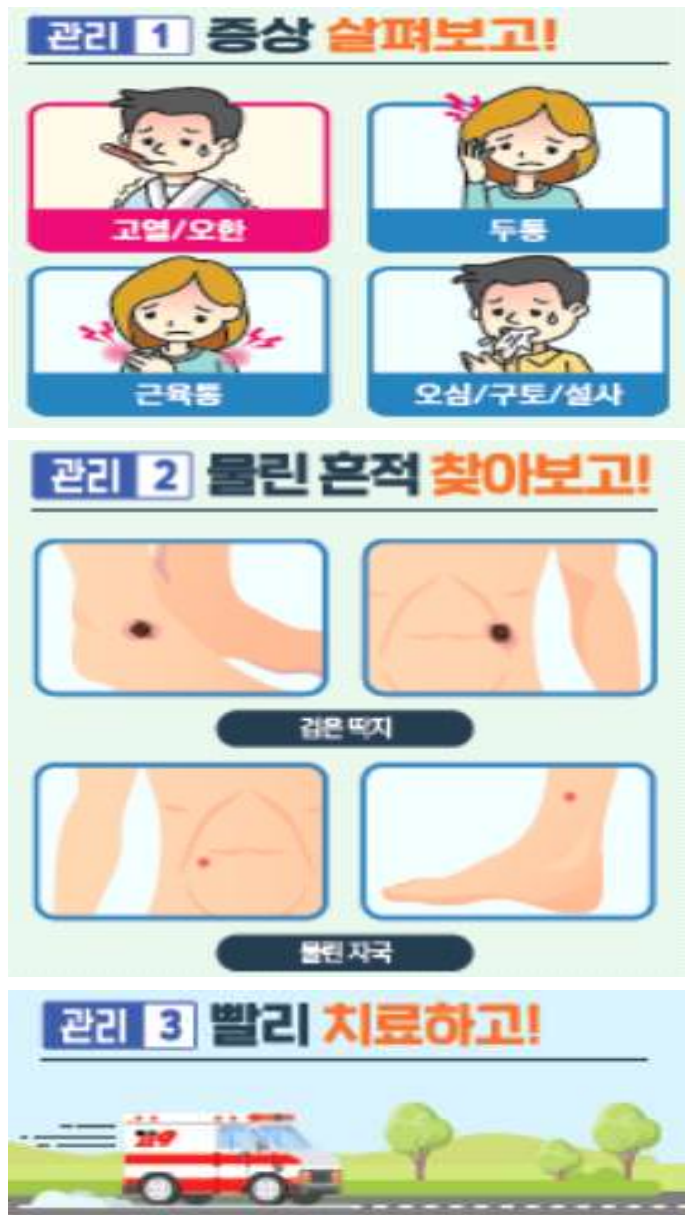 관리 1 증상 살펴보고!
고열/오한
두통
근육통
오심/구토/설사
관리 2 물린 흔적 찾아보고!
검은 딱지
물린 자국
관리 3 빨리 치료하고!
119